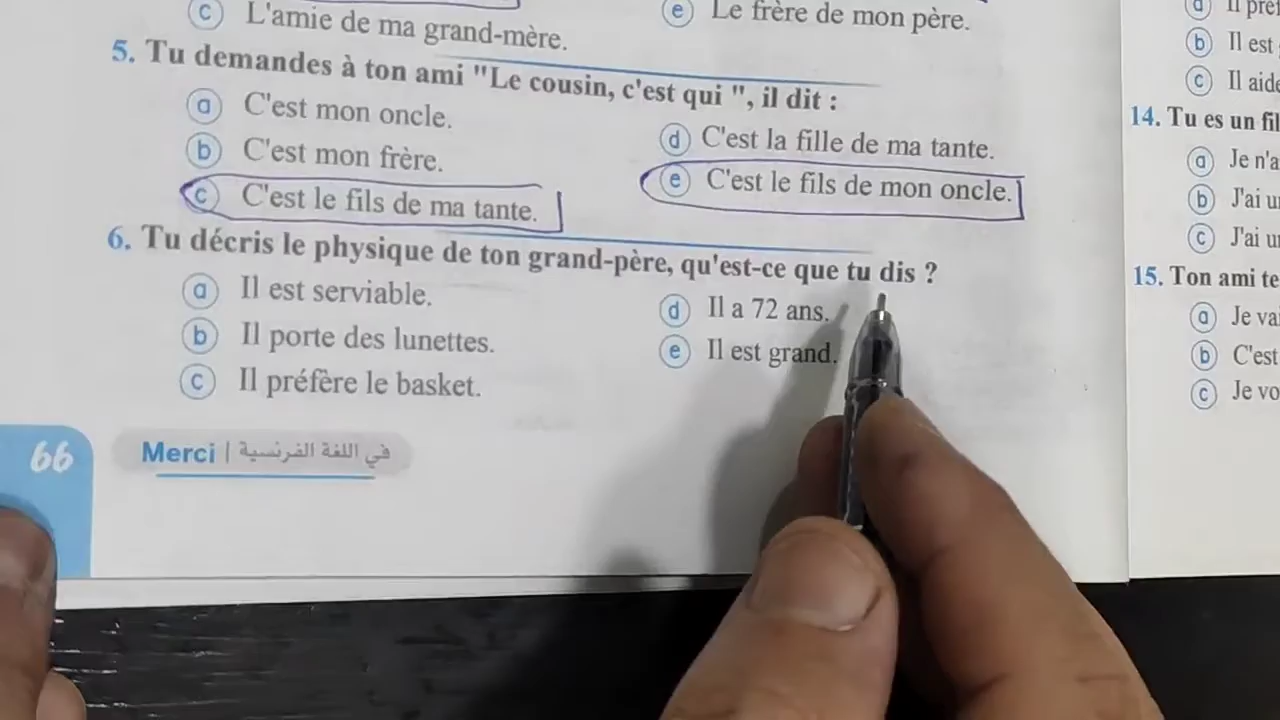 c L'amie de ma grand-mère.
e Le frère de mon père.
5. Tu demandes à ton ami "Le cousin, c'est qui ", il dit :
a C'est mon oncle.
b C'est mon frère.
c C'est le fils de ma tante.
d C'est la fille de ma tante.
e C'est le fils de mon oncle.
6. Tu décris le physique de ton grand-père, qu'est-ce que tu dis ?
a Il est serviable.
b Il porte des lunettes.
c Il préfère le basket.
d Il a 72 ans.
e Il est grand.
66
Merci | في اللغة الفرنسية
b Il est
c Il aide
14. Tu es un fil
a Je n'a
b J'ai u
c J'ai u
15. Ton ami te
a Je vai
b C'est
c Je vo